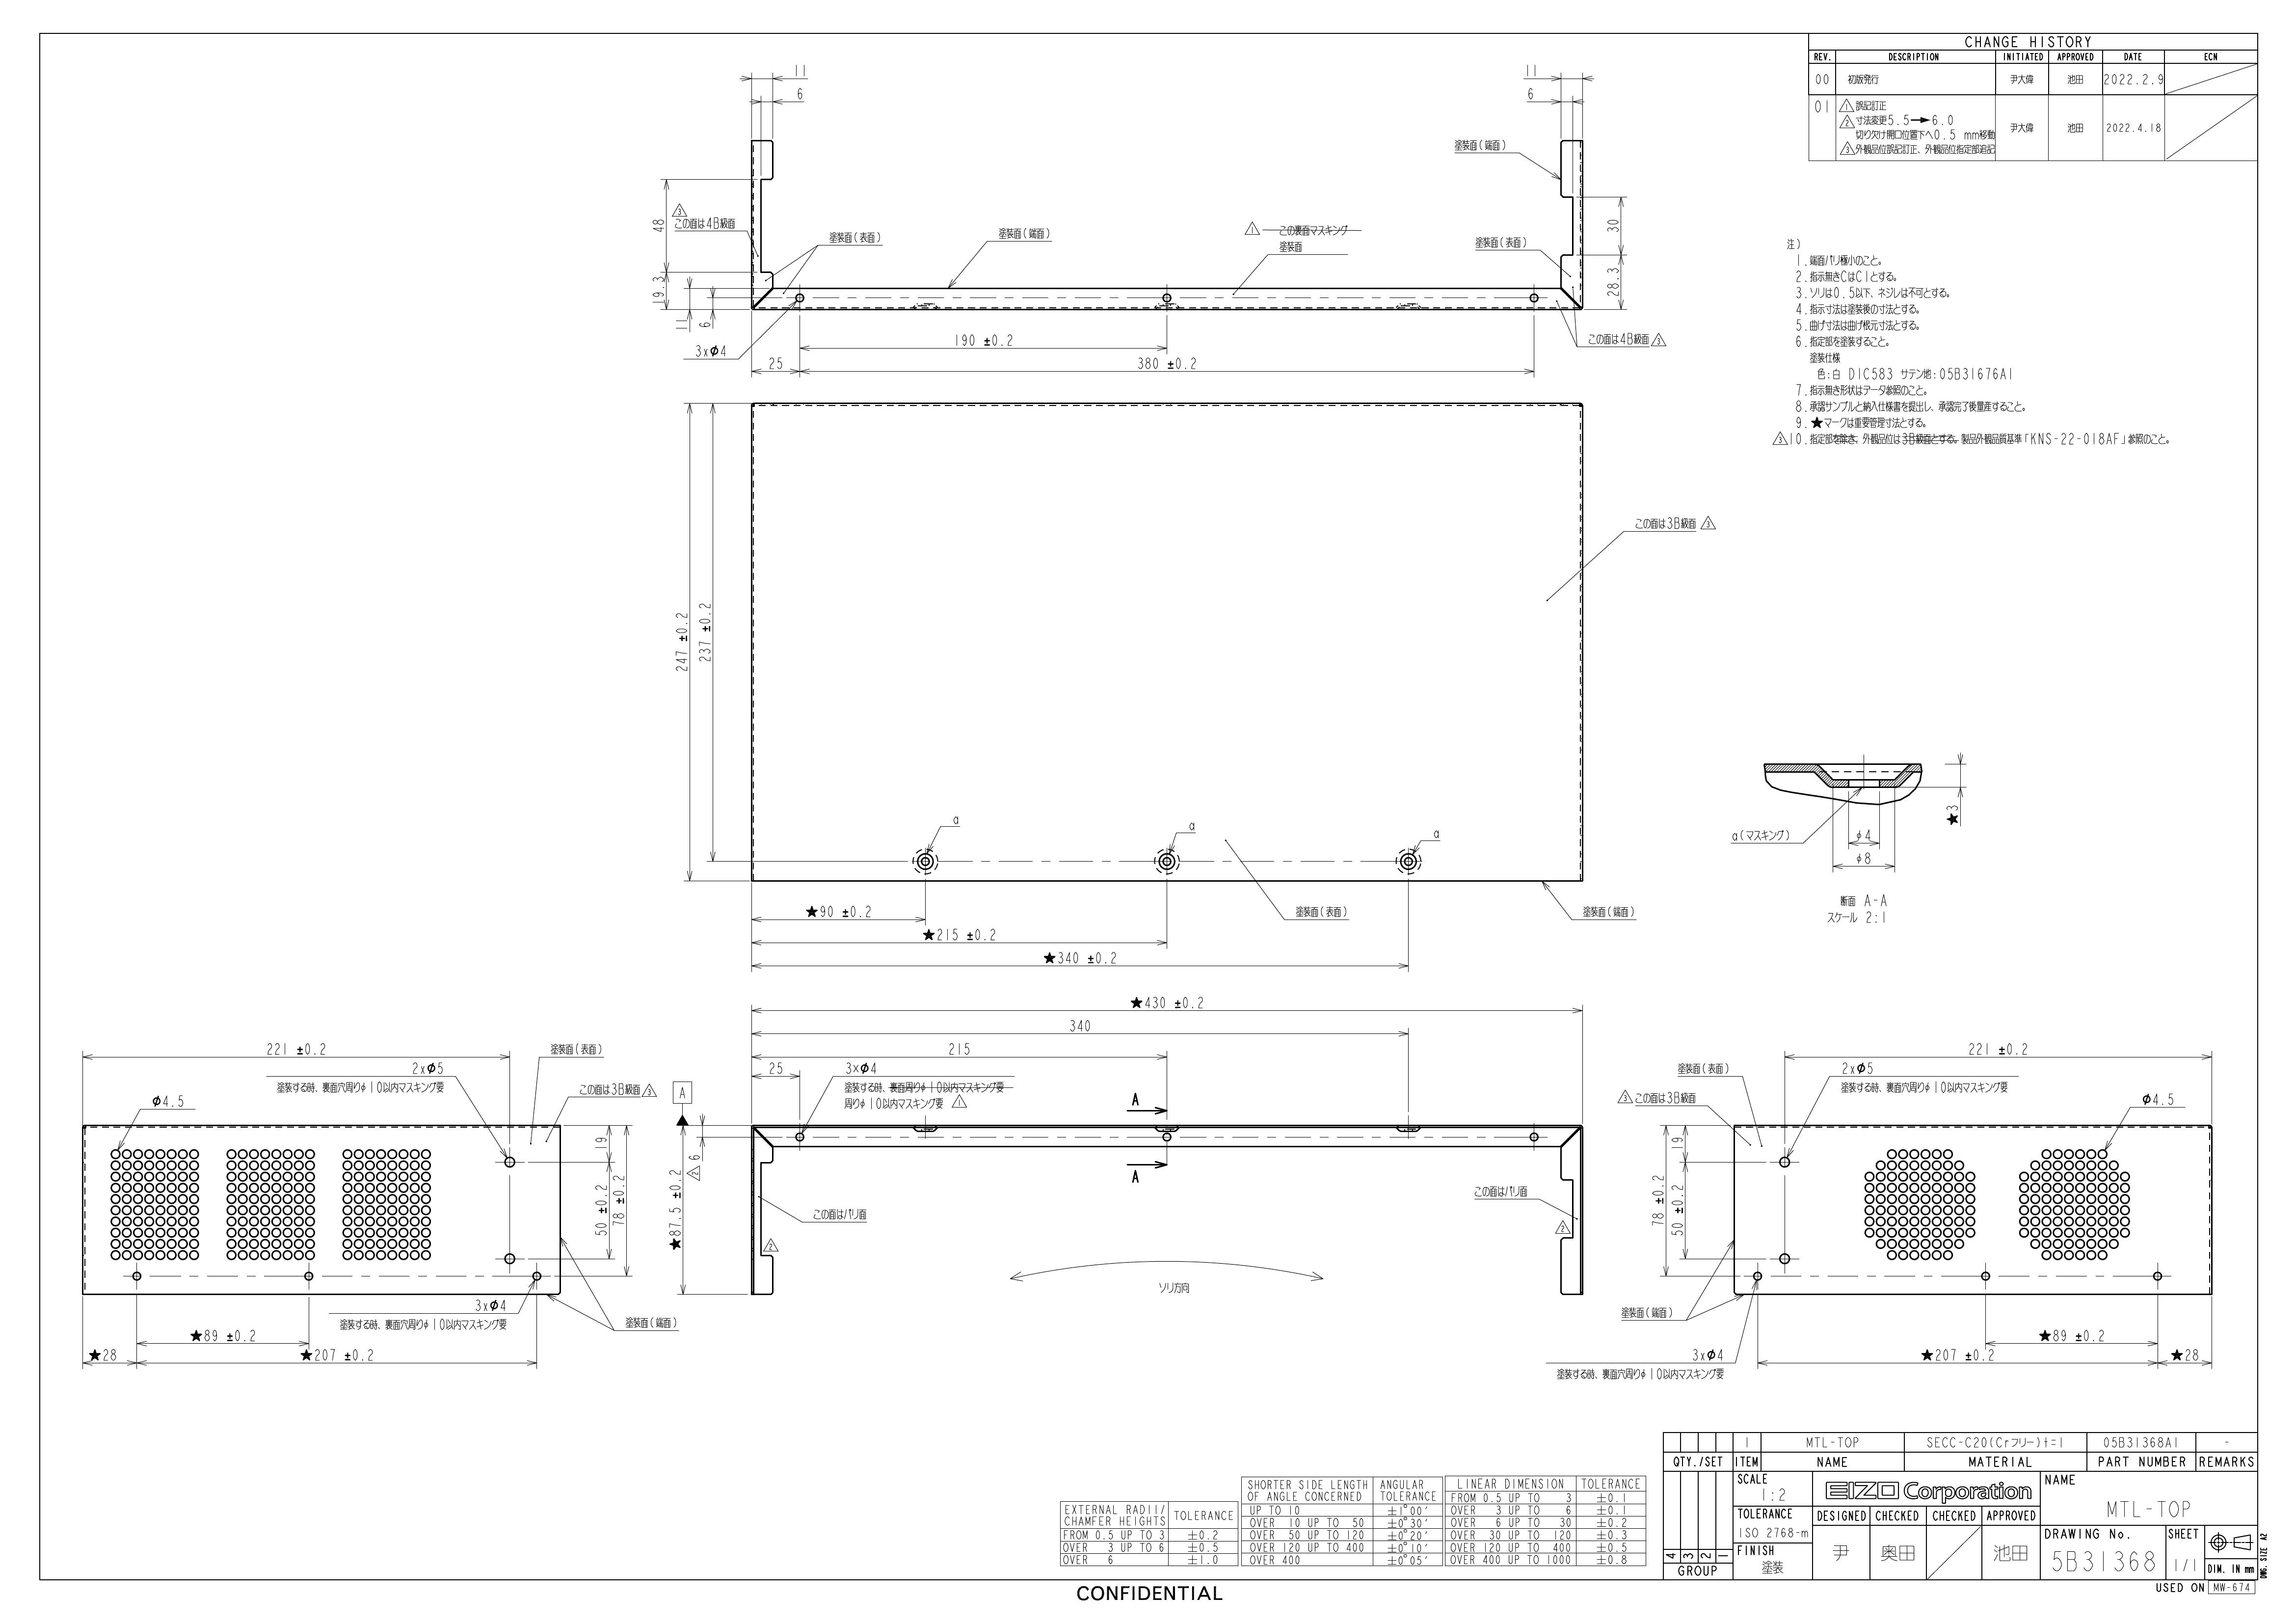 CHANGE HISTORY
REV. DESCRIPTION INITIATED APPROVED DATE ECN
00 初版発行 尹大偉 池田 2022.2.9
01 1 誤記訂正
2 寸法変更5.5→6.0
切り欠け開口位置下へ0.5 mm移動
3 外観品位誤記訂正、外観品位指定部追記
尹大偉 池田 2022.4.18
注)
1.端面バリ極小のこと。
2.指示無きCはC1とする。
3.ソリは0.5以下、ネジレは不可とする。
4.指示寸法は塗装後の寸法とする。
5.曲げ寸法は曲げ根元寸法とする。
6.指定部を塗装すること。
塗装仕様
色:白 DIC583 サテン地:05B31676A1
7.指示無き形状はデータ参照のこと。
8.承認サンプルと納入仕様書を提出し、承認完了後量産すること。
9.★マークは重要管理寸法とする。
3 10.指定部を除き、外観品位は3B級面とする。製品外観品質基準「KNS-22-018AF」参照のこと。
11
6
11
6
塗装面(端面)
48
3
この面は4B級面
塗装面(表面)
塗装面(端面)
1 この裏面マスキング
塗装面
塗装面(表面)
30
19.3
28.3
11
6
3xφ4
190 ±0.2
この面は4B級面 3
25
380 ±0.2
この面は3B級面 3
247 ±0.2
237 ±0.2
a
a
a
★90 ±0.2
塗装面(表面)
塗装面(端面)
★215 ±0.2
★340 ±0.2
★3
a(マスキング)
φ4
φ8
断面 A-A
スケール 2:1
★430 ±0.2
340
215
25
3xφ4
塗装する時、裏面周りφ10以内マスキング要
周りφ10以内マスキング要 1
A
A
A
★87.5 ±0.2
6
2
この面はバリ面
2
この面はバリ面
2
ソリ方向
221 ±0.2
塗装面(表面)
2xφ5
塗装する時、裏面穴周りφ10以内マスキング要
この面は3B級面 3
φ4.5
19
50 ±0.2
78 ±0.2
3xφ4
塗装する時、裏面穴周りφ10以内マスキング要
塗装面(端面)
★89 ±0.2
★28
★207 ±0.2
221 ±0.2
塗装面(表面)
2xφ5
塗装する時、裏面穴周りφ10以内マスキング要
3 この面は3B級面
φ4.5
19
78 ±0.2
50 ±0.2
塗装面(端面)
★89 ±0.2
3xφ4
★207 ±0.2
★28
塗装する時、裏面穴周りφ10以内マスキング要
EXTERNAL RADII/ CHAMFER HEIGHTS TOLERANCE
FROM 0.5 UP TO 3 ±0.2
OVER 3 UP TO 6 ±0.5
OVER 6 ±1.0
SHORTER SIDE LENGTH OF ANGLE CONCERNED ANGULAR TOLERANCE
UP TO 10 ±1°00′
OVER 10 UP TO 50 ±0°30′
OVER 50 UP TO 120 ±0°20′
OVER 120 UP TO 400 ±0°10′
OVER 400 ±0°05′
LINEAR DIMENSION TOLERANCE
FROM 0.5 UP TO 3 ±0.1
OVER 3 UP TO 6 ±0.1
OVER 6 UP TO 30 ±0.2
OVER 30 UP TO 120 ±0.3
OVER 120 UP TO 400 ±0.5
OVER 400 UP TO 1000 ±0.8
1 MTL-TOP SECC-C20(Crフリー)t=1 05B31368A1 -
QTY./SET ITEM NAME MATERIAL PART NUMBER REMARKS
SCALE
1:2
EIZO Corporation
NAME
MTL-TOP
TOLERANCE
ISO 2768-m
DESIGNED CHECKED CHECKED APPROVED
尹 奥田 池田
FINISH
塗装
4 3 2 1
GROUP
DRAWING No.
5B31368
SHEET
1/1
DIM. IN mm
DWG. SIZE A2
USED ON MW-674
CONFIDENTIAL